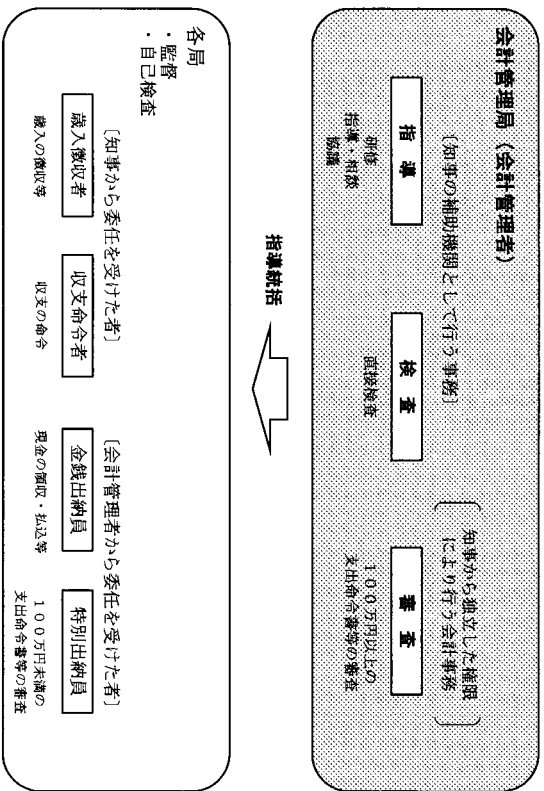 会計管理局（会計管理者）
〔知事の補助機関として行う事務〕
指導
研修
指導・相談
協議
検査
直接検査
知事から独立した権限
により行う会計事務
審査
１００万円以上の
支出命令書等の審査
指導統括
各局
・監督
・自己検査
［知事から委任を受けた者］
歳入徴収者
歳入の徴収等
収支命令者
収支の命令
［会計管理者から委任を受けた者］
金銭出納員
現金の領収・払込等
特別出納員
１００万円未満の
支出命令書等の審査